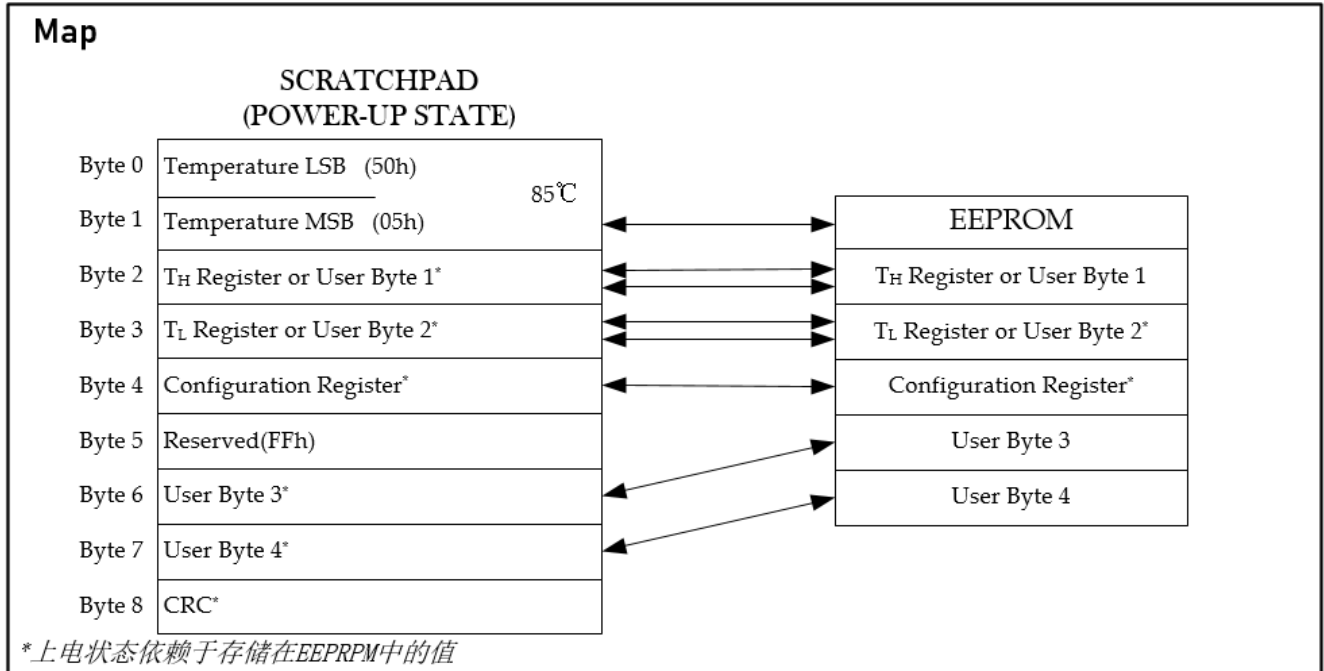 Map
SCRATCHPAD
(POWER-UP STATE)
Byte 0 Temperature LSB (50h)
85℃
Byte 1 Temperature MSB (05h) EEPROM
Byte 2 TH Register or User Byte 1* TH Register or User Byte 1
Byte 3 TL Register or User Byte 2* TL Register or User Byte 2*
Byte 4 Configuration Register* Configuration Register*
Byte 5 Reserved(FFh) User Byte 3
Byte 6 User Byte 3* User Byte 4
Byte 7 User Byte 4*
Byte 8 CRC*
*上电状态依赖于存储在EEPRPM中的值